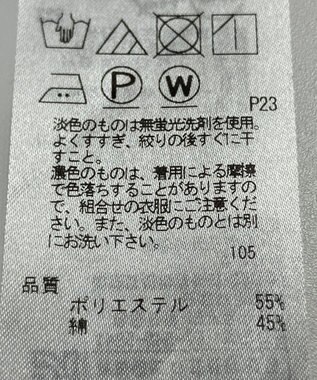 P W
P23
淡色のものは無蛍光洗剤を使用。
よくすすぎ、絞りの後すぐに干
すこと。
濃色のものは、着用による摩擦
で色落ちすることがありますの
で、組合せの衣服にご注意下さ
い。また、淡色のものとは別
にお洗い下さい。
105
品質
ポリエステル 55%
綿 45%